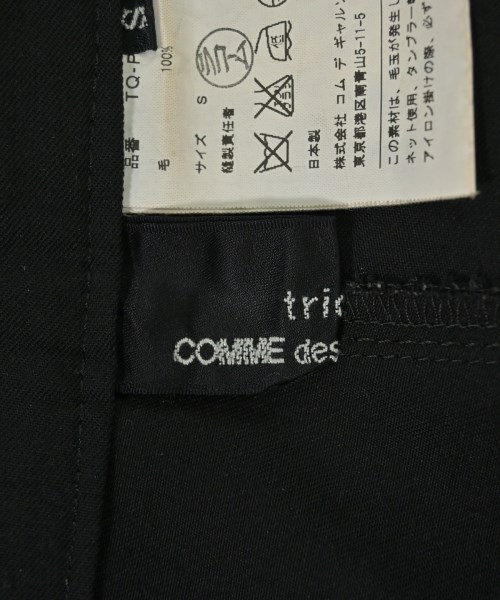 S
品番 TQ-P
毛 100%
サイズ S
縫製責任者
コム
日本製
株式会社 コム デ ギャルソ
東京都港区南青山5-11-5
この素材は、毛玉が発生し
ネット使用、タンブラー
アイロン掛けの際、必ず
tri
COMME des